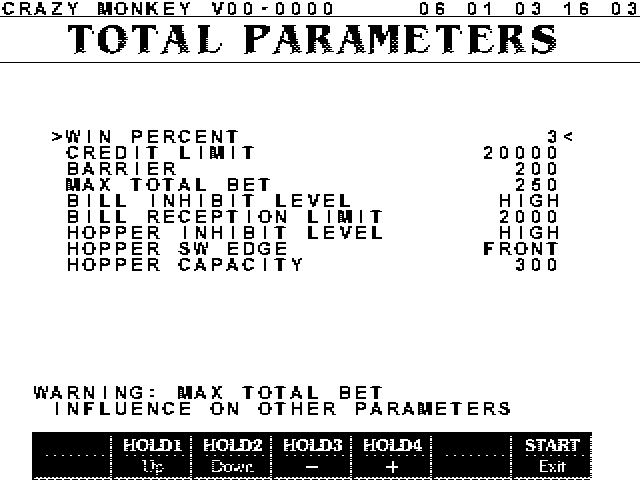 CRAZY MONKEY V00-0000 06 01 03 16 03
TOTAL PARAMETERS
>WIN PERCENT 3<
CREDIT LIMIT 20000
BARRIER 200
MAX TOTAL BET 250
BILL INHIBIT LEVEL HIGH
BILL RECEPTION LIMIT 2000
HOPPER INHIBIT LEVEL HIGH
HOPPER SW EDGE FRONT
HOPPER CAPACITY 300
WARNING: MAX TOTAL BET
INFLUENCE ON OTHER PARAMETERS
HOLD1 HOLD2 HOLD3 HOLD4 START
Up Down - + Exit